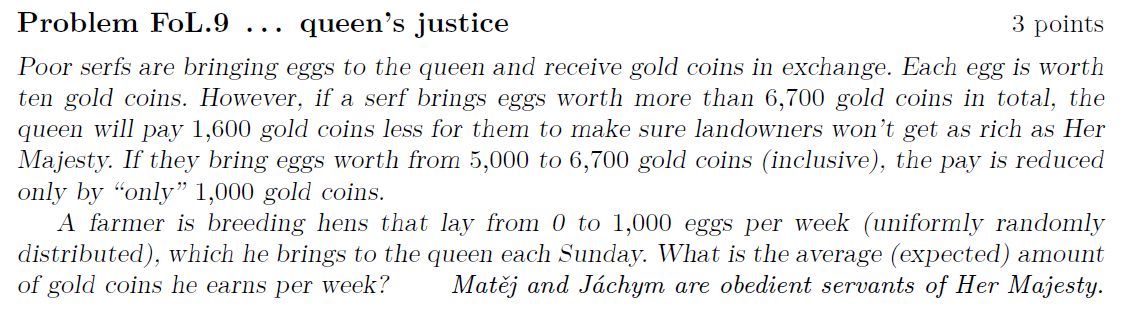 Problem FoL.9 ... queen's justice 3 points
Poor serfs are bringing eggs to the queen and receive gold coins in exchange. Each egg is worth
ten gold coins. However, if a serf brings eggs worth more than 6,700 gold coins in total, the
queen will pay 1,600 gold coins less for them to make sure landowners won't get as rich as Her
Majesty. If they bring eggs worth from 5,000 to 6,700 gold coins (inclusive), the pay is reduced
only by “only” 1,000 gold coins.
A farmer is breeding hens that lay from 0 to 1,000 eggs per week (uniformly randomly
distributed), which he brings to the queen each Sunday. What is the average (expected) amount
of gold coins he earns per week? Matěj and Jáchym are obedient servants of Her Majesty.